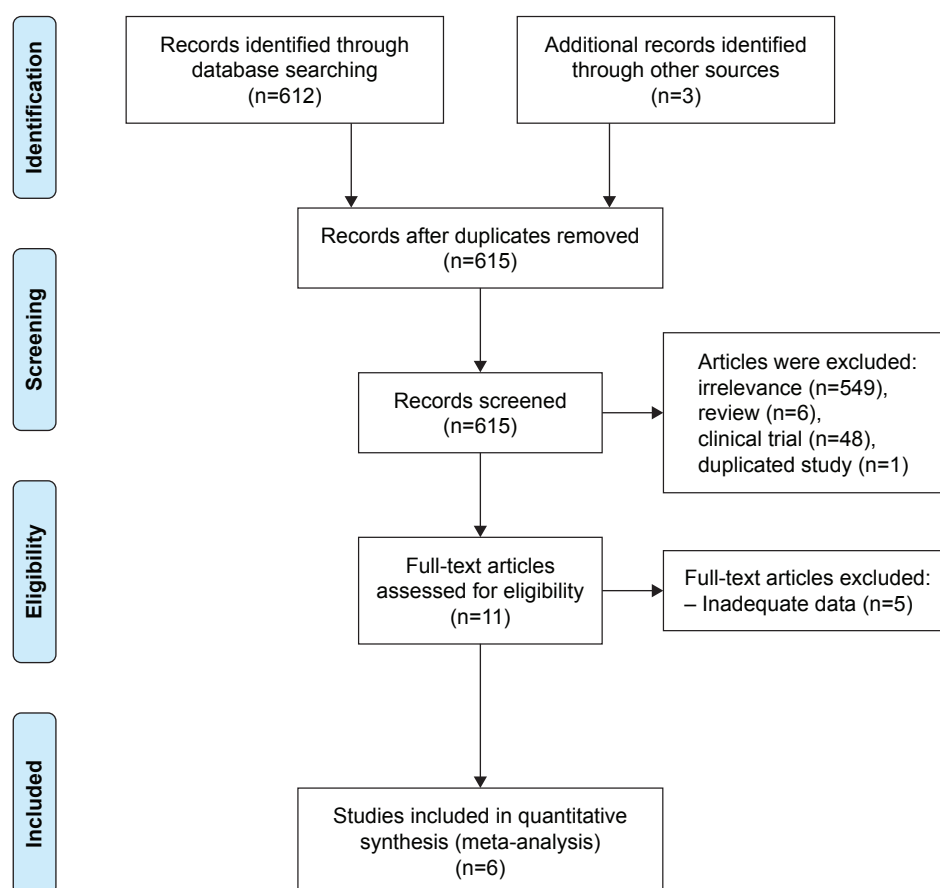 Identification
Records identified through
database searching
(n=612)
Additional records identified
through other sources
(n=3)
Records after duplicates removed
(n=615)
Screening
Records screened
(n=615)
Articles were excluded:
irrelevance (n=549),
review (n=6),
clinical trial (n=48),
duplicated study (n=1)
Eligibility
Full-text articles
assessed for eligibility
(n=11)
Full-text articles excluded:
– Inadequate data (n=5)
Included
Studies included in quantitative
synthesis (meta-analysis)
(n=6)